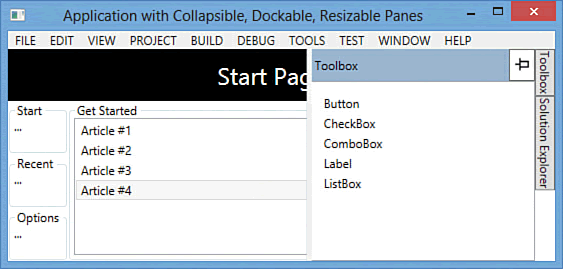 Application with Collapsible, Dockable, Resizable Panes
FILE EDIT VIEW PROJECT BUILD DEBUG TOOLS TEST WINDOW HELP
Start Pag
Toolbox
Start
...
Recent
...
Options
...
Get Started
Article #1
Article #2
Article #3
Article #4
Button
CheckBox
ComboBox
Label
ListBox
Toolbox
Solution Explorer